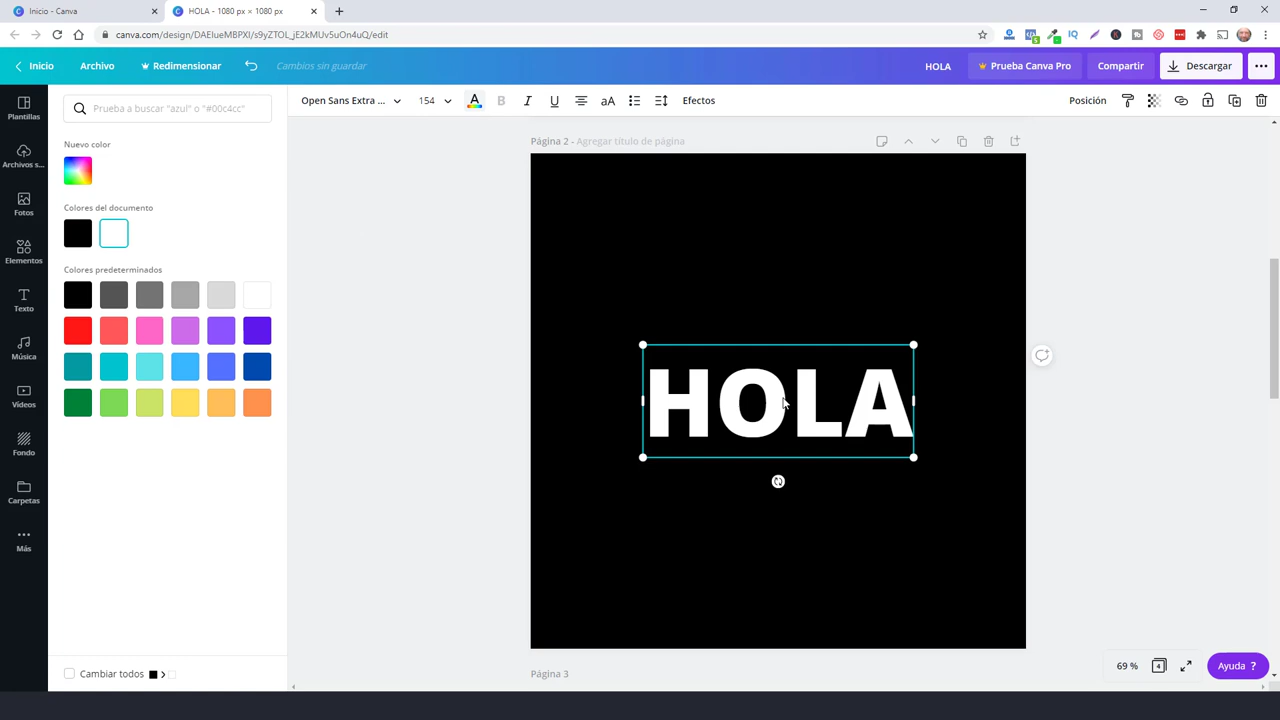 Inicio - Canva
HOLA - 1080 px × 1080 px
canva.com/design/DAEIueMBPXI/s9yZTOL_jE2kMUv5uOn4uQ/edit
Inicio
Archivo
Redimensionar
Cambios sin guardar
HOLA
Prueba Canva Pro
Compartir
Descargar
Prueba a buscar "azul" o "#00c4cc"
Open Sans Extra ...
154
A
B
I
U
aA
Efectos
Posición
Plantillas
Archivos s...
Fotos
Elementos
Texto
Música
Vídeos
Fondo
Carpetas
Más
Nuevo color
Colores del documento
Colores predeterminados
Cambiar todos
Página 2 - Agregar título de página
HOLA
Página 3
69 %
4
Ayuda ?